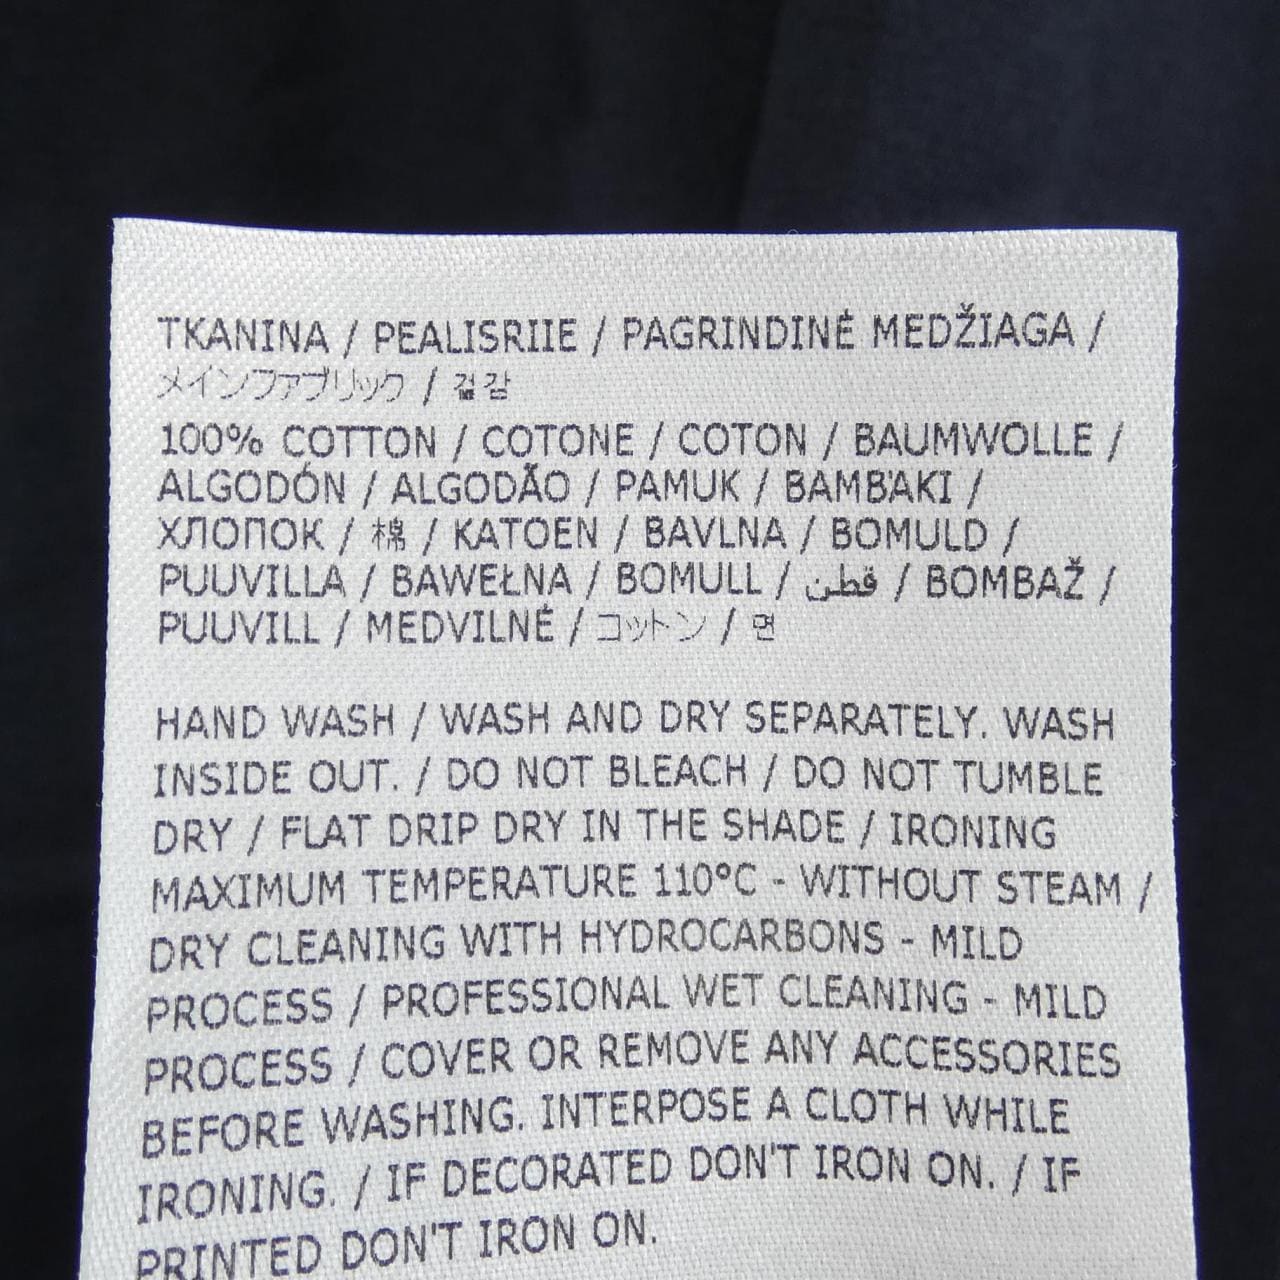 TKANINA / PEALISRIIE / PAGRINDINĖ MEDŽIAGA /
メインファブリック / 겉감
100% COTTON / COTONE / COTON / BAUMWOLLE /
ALGODÓN / ALGODÃO / PAMUK / ΒΑΜΒ'ΑΚΙ /
ХЛОПОК / 棉 / KATOEN / BAVLNA / BOMULD /
PUUVILLA / BAWEŁNA / BOMULL / قطن / BOMBAŽ /
PUUVILL / MEDVILNĖ / コットン / 면
HAND WASH / WASH AND DRY SEPARATELY. WASH
INSIDE OUT. / DO NOT BLEACH / DO NOT TUMBLE
DRY / FLAT DRIP DRY IN THE SHADE / IRONING
MAXIMUM TEMPERATURE 110°C - WITHOUT STEAM /
DRY CLEANING WITH HYDROCARBONS - MILD
PROCESS / PROFESSIONAL WET CLEANING - MILD
PROCESS / COVER OR REMOVE ANY ACCESSORIES
BEFORE WASHING. INTERPOSE A CLOTH WHILE
IRONING. / IF DECORATED DON'T IRON ON. / IF
PRINTED DON'T IRON ON.